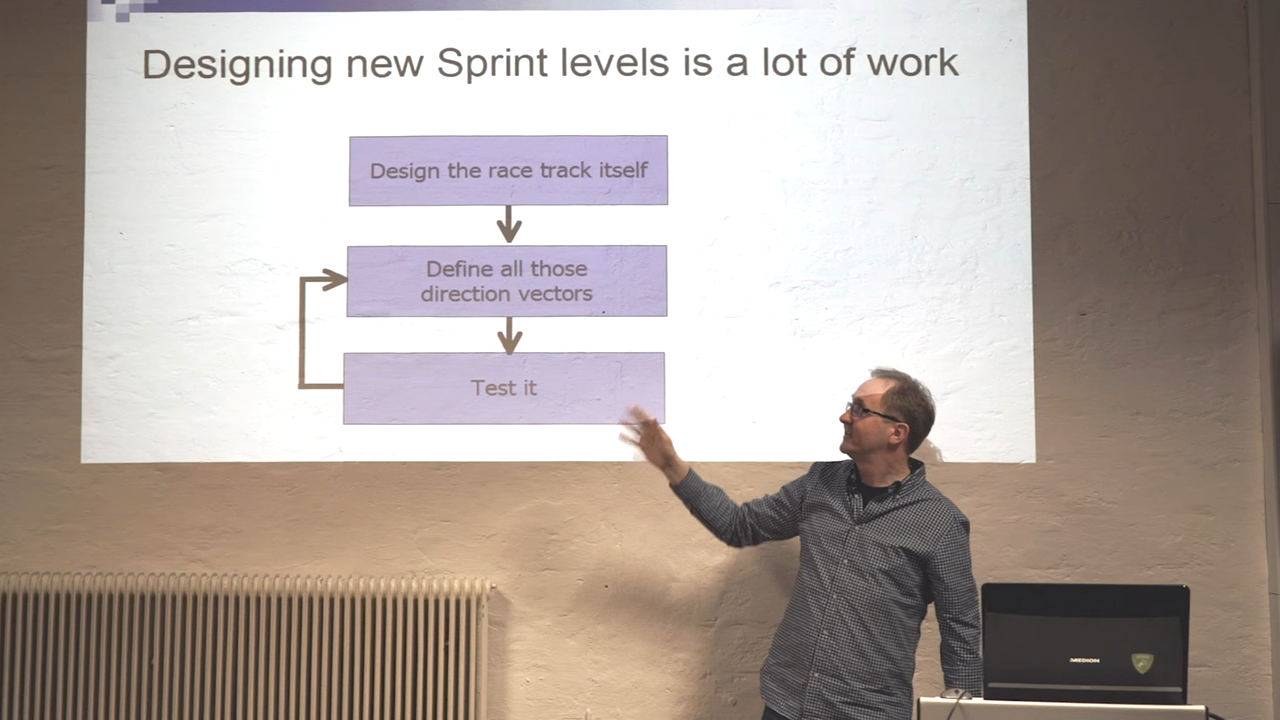 Designing new Sprint levels is a lot of work
Design the race track itself
Define all those
direction vectors
Test it
MEDION